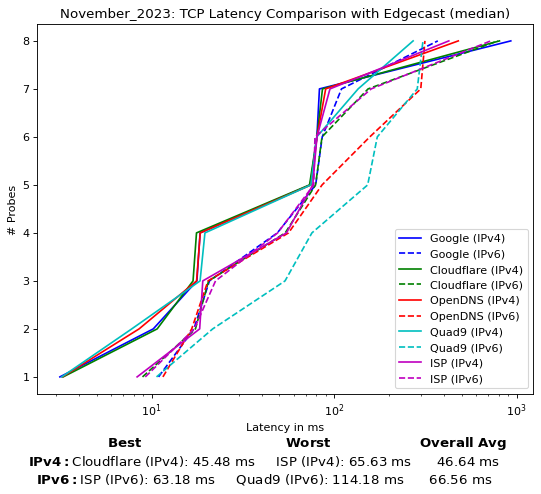 November_2023: TCP Latency Comparison with Edgecast (median)
8
7
6
5
4
3
2
1
# Probes
Google (IPv4)
Google (IPv6)
Cloudflare (IPv4)
Cloudflare (IPv6)
OpenDNS (IPv4)
OpenDNS (IPv6)
Quad9 (IPv4)
Quad9 (IPv6)
ISP (IPv4)
ISP (IPv6)
10¹ 10² 10³
Latency in ms
Best Worst Overall Avg
IPv4: Cloudflare (IPv4): 45.48 ms ISP (IPv4): 65.63 ms 46.64 ms
IPv6: ISP (IPv6): 63.18 ms Quad9 (IPv6): 114.18 ms 66.56 ms